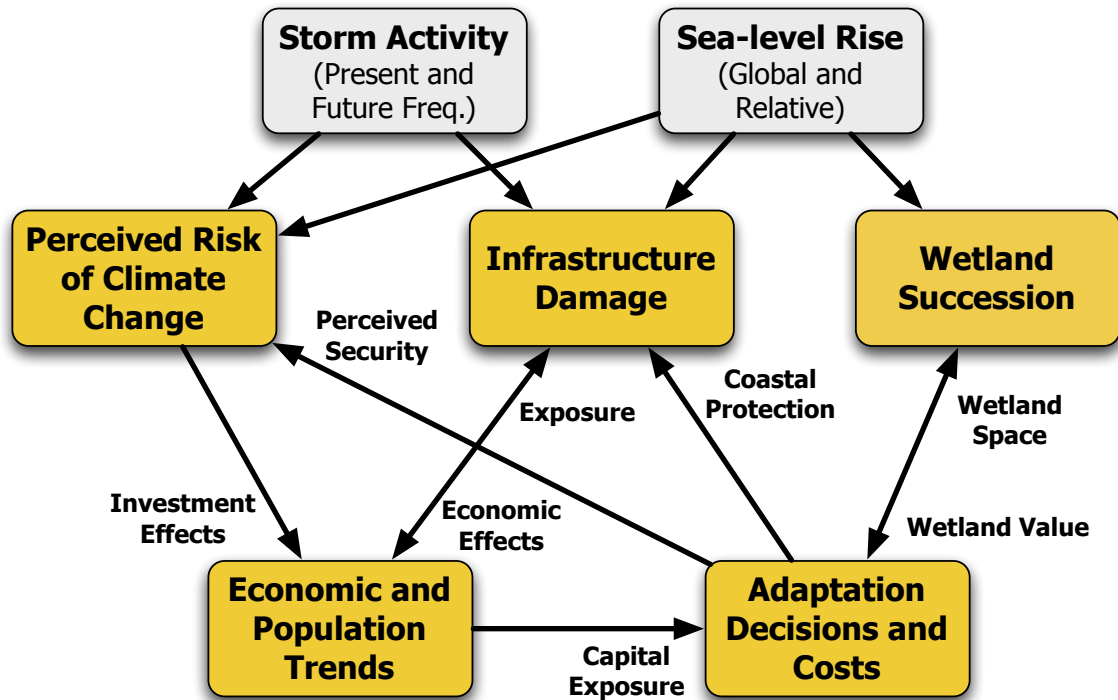 Storm Activity
(Present and
Future Freq.)
Sea-level Rise
(Global and
Relative)
Perceived Risk
of Climate
Change
Infrastructure
Damage
Wetland
Succession
Perceived
Security
Exposure
Coastal
Protection
Wetland
Space
Investment
Effects
Economic
Effects
Wetland Value
Economic and
Population
Trends
Capital
Exposure
Adaptation
Decisions and
Costs